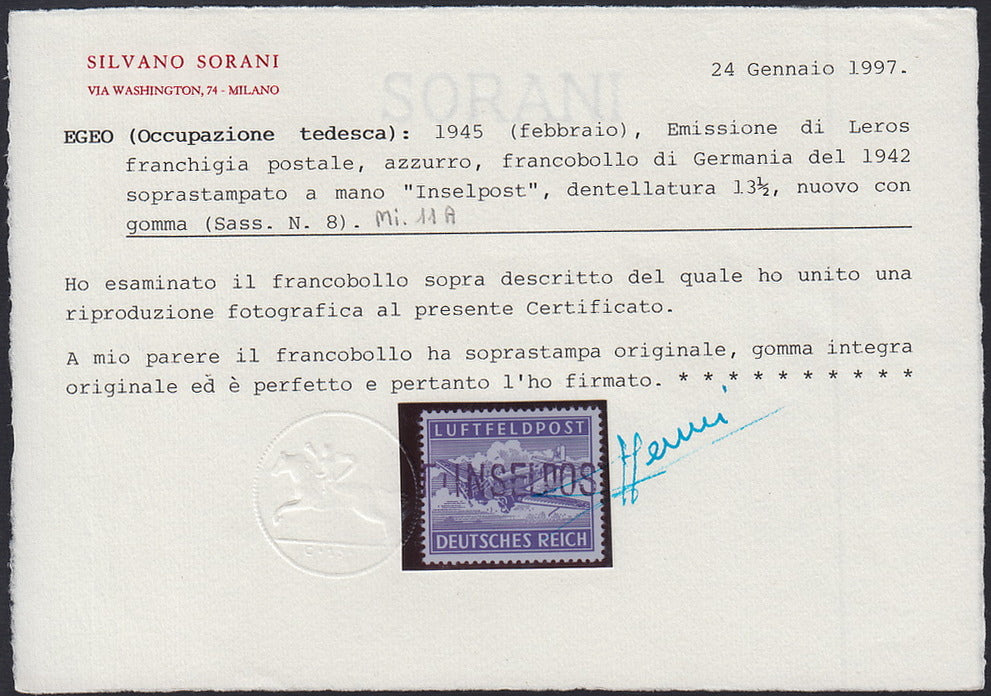 SILVANO SORANI
VIA WASHINGTON, 74 - MILANO
SORANI
24 Gennaio 1997.
EGEO (Occupazione tedesca): 1945 (febbraio), Emissione di Leros
franchigia postale, azzurro, francobollo di Germania del 1942
soprastampato a mano "Inselpost", dentellatura 13½, nuovo con
gomma (Sass. N. 8). Mi. 11 A
Ho esaminato il francobollo sopra descritto del quale ho unito una
riproduzione fotografica al presente Certificato.
A mio parere il francobollo ha soprastampa originale, gomma integra
originale ed è perfetto e pertanto l'ho firmato. * * * * * * * * * *
LUFTFELDPOST
T INSELPOS
DEUTSCHES REICH